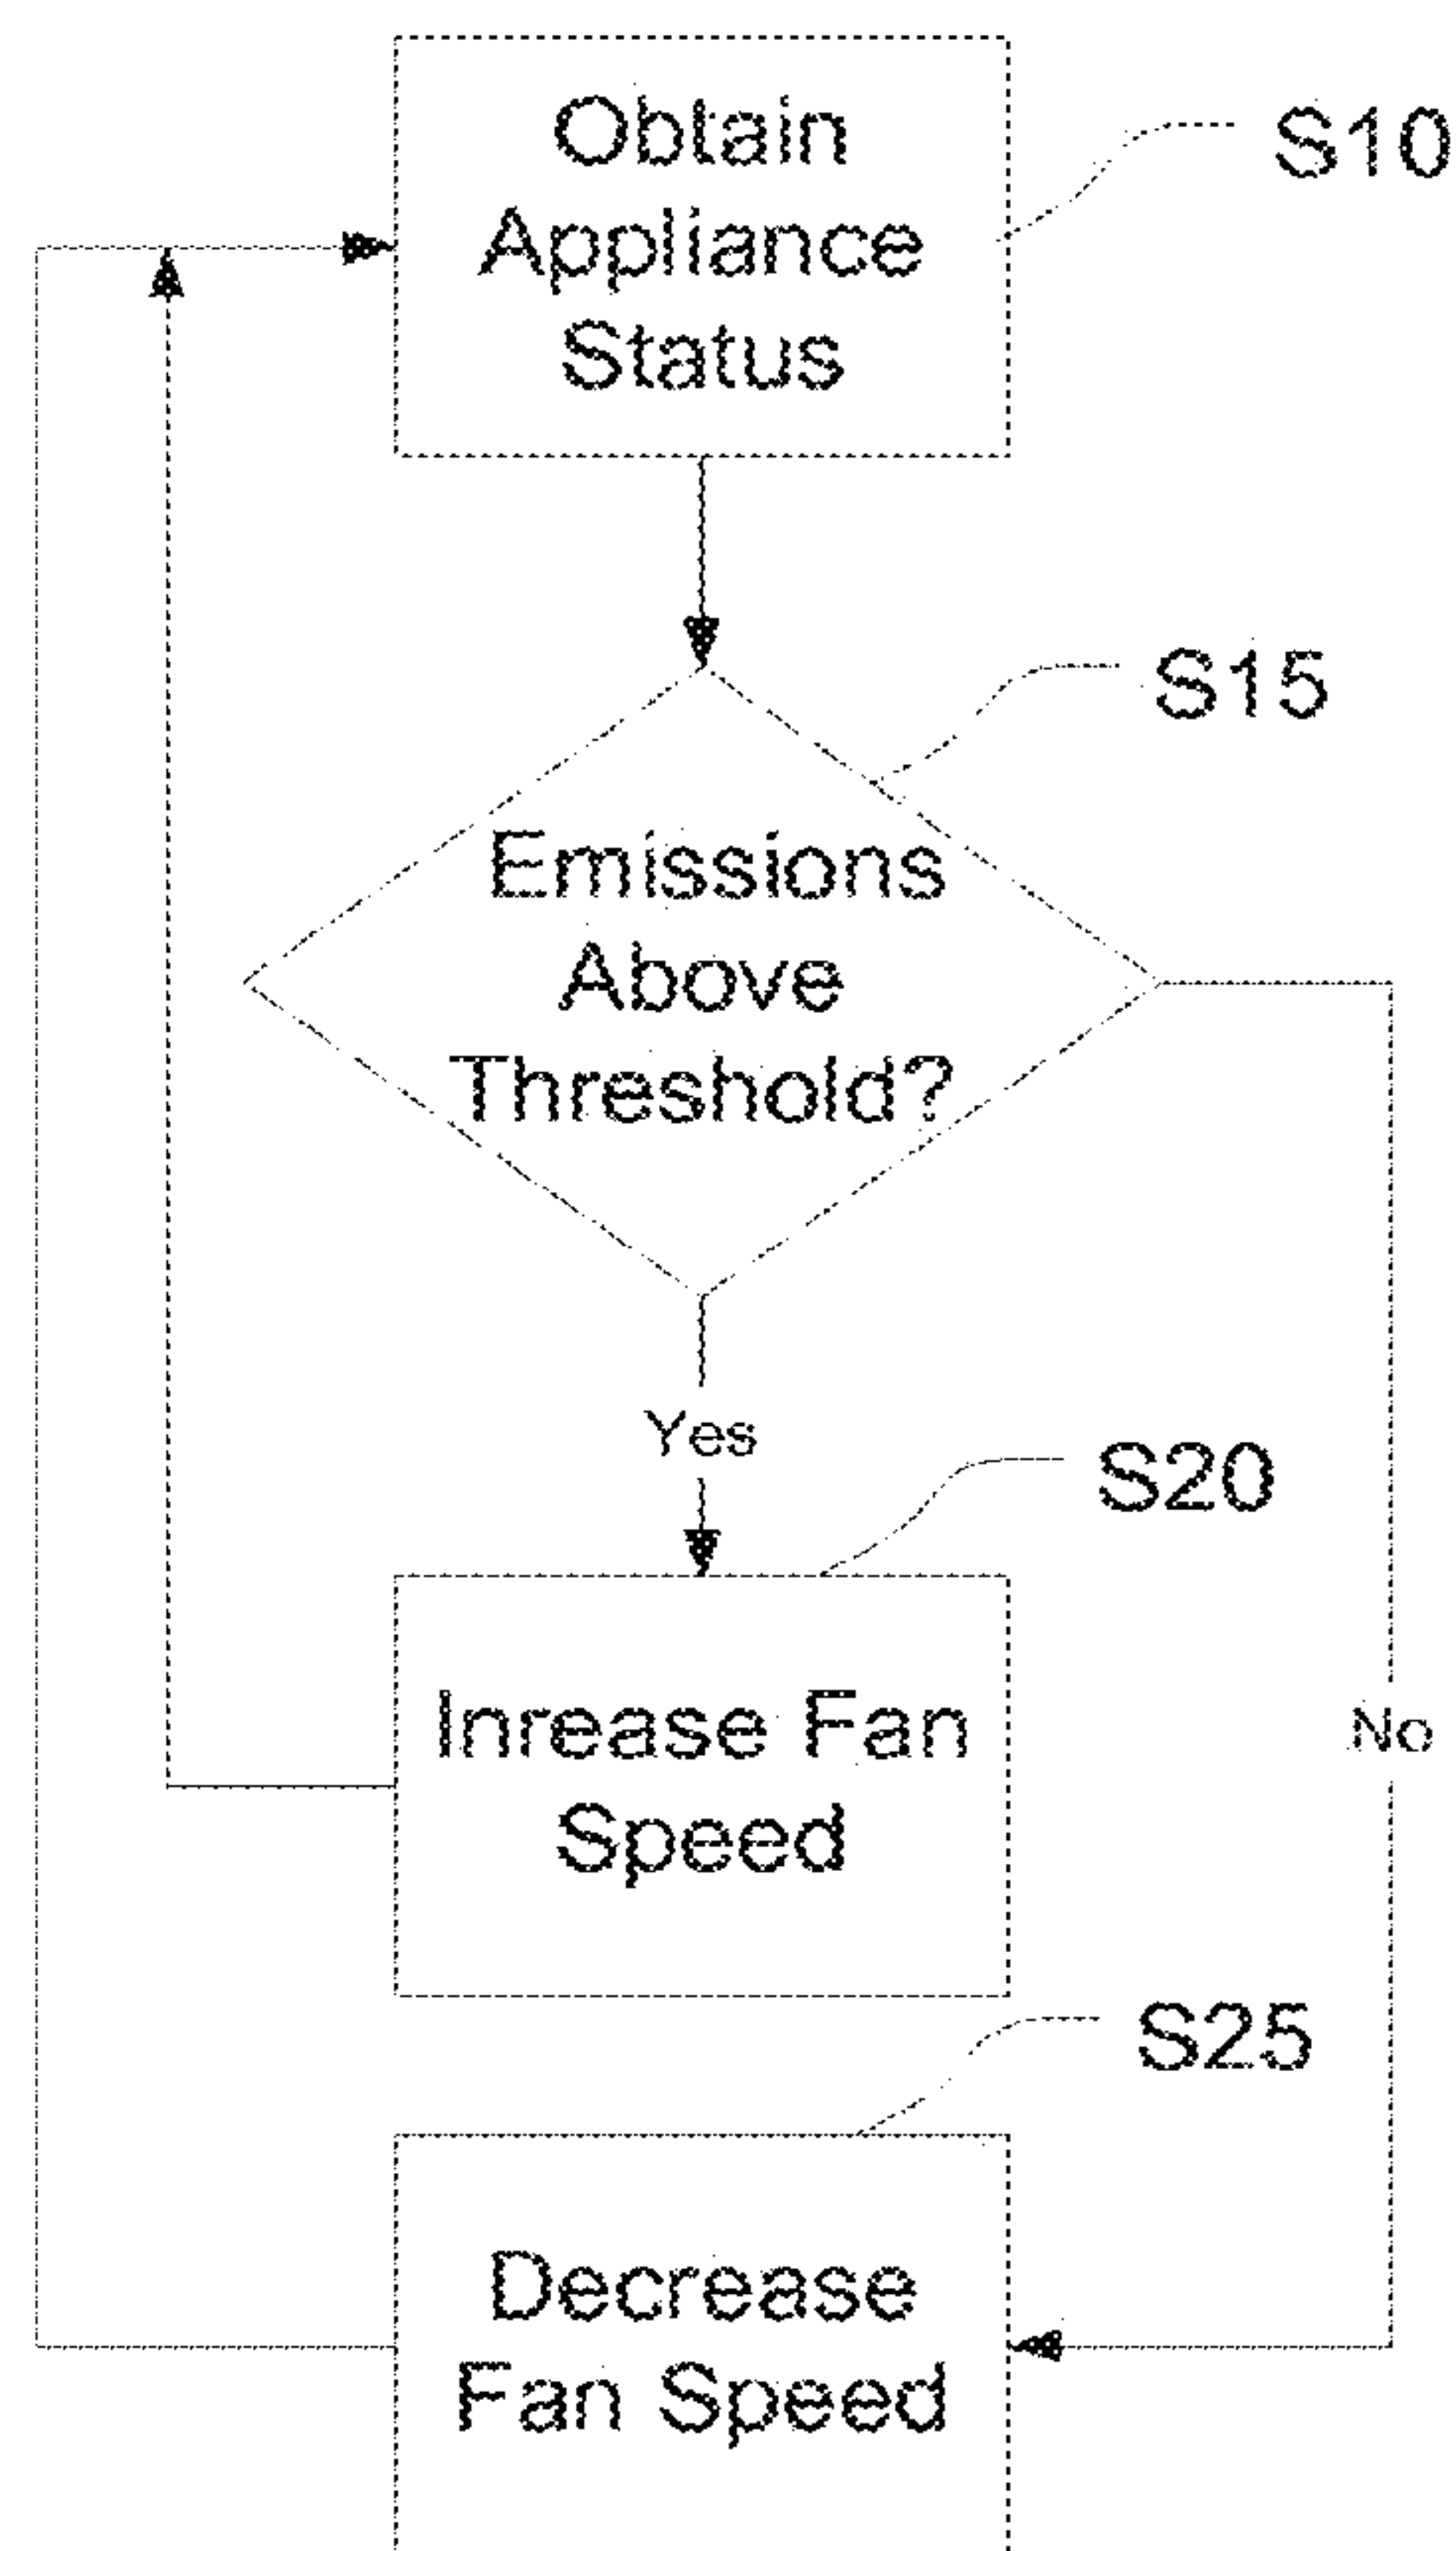 Obtain
Appliance
Status
S10
S15
Emissions
Above
Threshold?
Yes
S20
Inrease Fan
Speed
No
S25
Decrease
Fan Speed